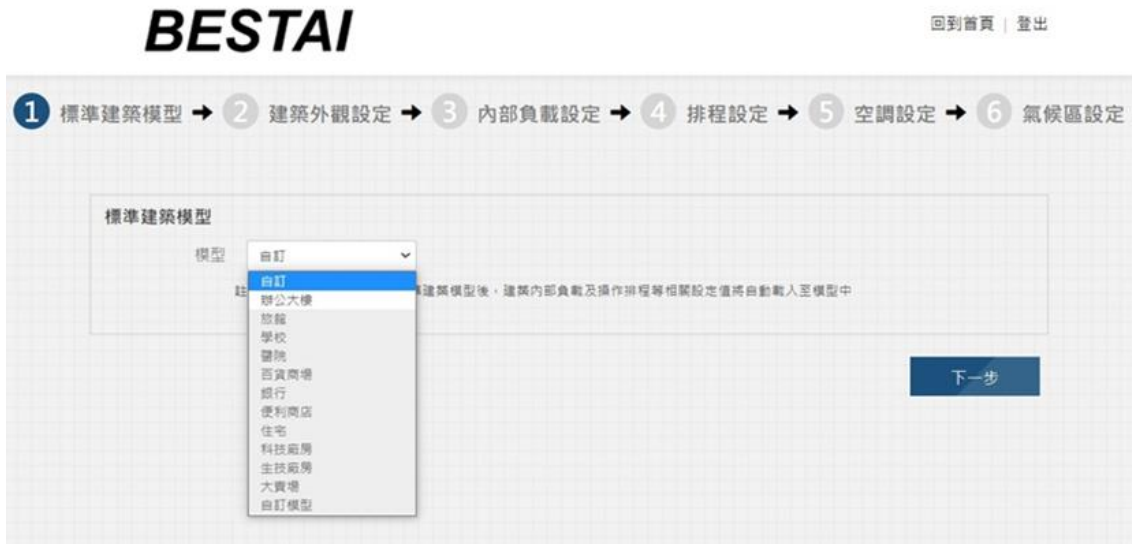 BESTAI
回到首頁 | 登出
1 標準建築模型 → 2 建築外觀設定 → 3 內部負載設定 → 4 排程設定 → 5 空調設定 → 6 氣候區設定
標準建築模型
模型 自訂
自訂
註 建築模型後,建築內部負載及操作排程等相關設定值將自動載入至模型中
辦公大樓
旅館
學校
醫院
百貨商場
銀行
便利商店
住宅
科技廠房
生技廠房
大賣場
自訂模型
下一步